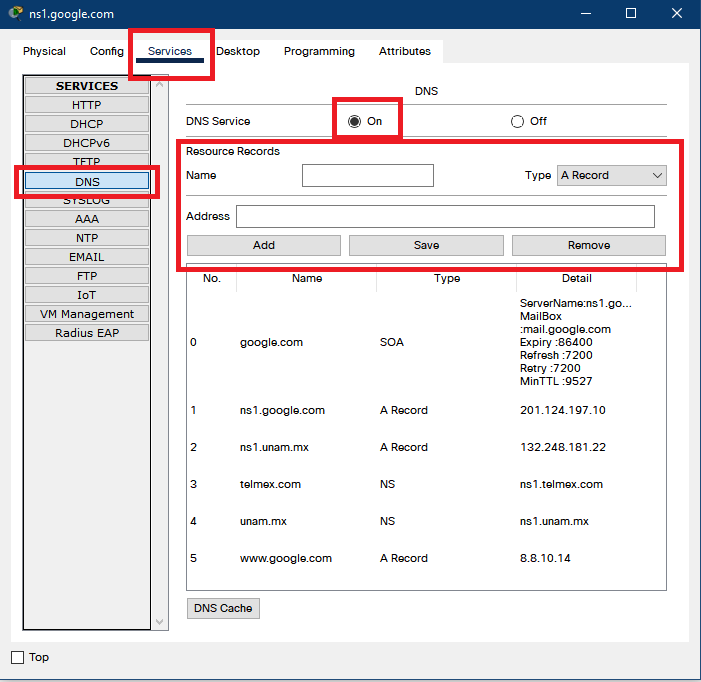 ns1.google.com
Physical Config Services Desktop Programming Attributes
SERVICES
HTTP
DHCP
DHCPv6
TFTP
DNS
SYSLOG
AAA
NTP
EMAIL
FTP
IoT
VM Management
Radius EAP
DNS
DNS Service On Off
Resource Records
Name Type A Record
Address
Add Save Remove
No. Name Type Detail
0 google.com SOA ServerName:ns1.go...
MailBox
:mail.google.com
Expiry :86400
Refresh :7200
Retry :7200
MinTTL :9527
1 ns1.google.com A Record 201.124.197.10
2 ns1.unam.mx A Record 132.248.181.22
3 telmex.com NS ns1.telmex.com
4 unam.mx NS ns1.unam.mx
5 www.google.com A Record 8.8.10.14
DNS Cache
Top